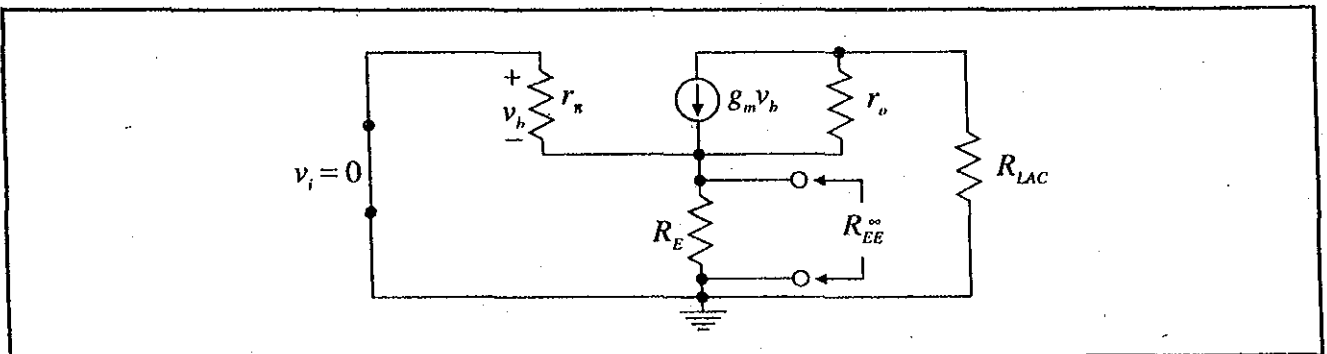 +
v_b
−
r_π
g_m v_b
r_o
v_i = 0
R_LAC
R_E
R_EE^∞